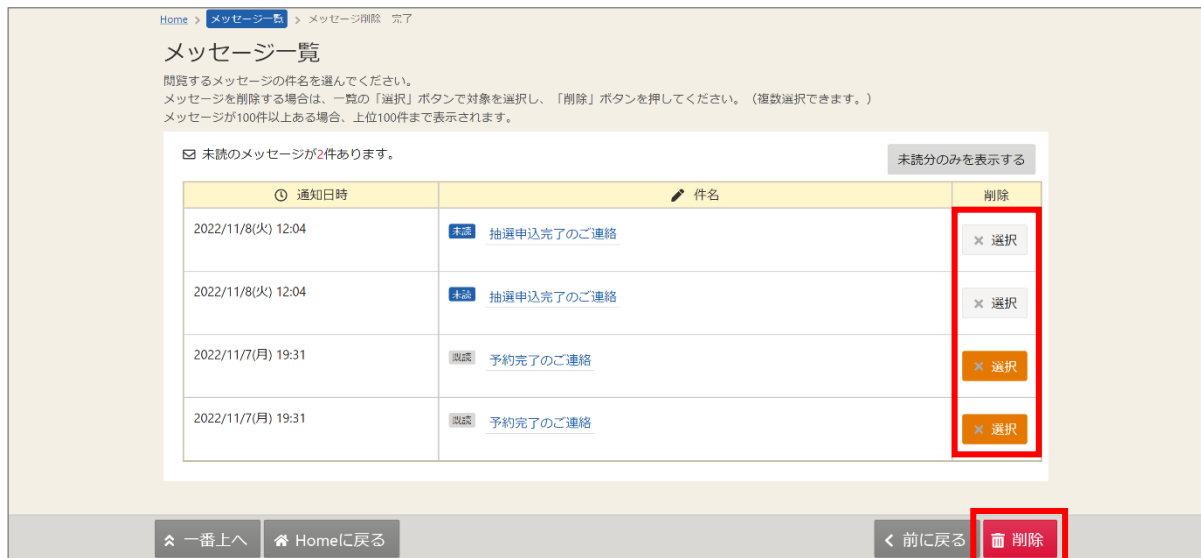 Home > メッセージ一覧 > メッセージ削除 完了
メッセージ一覧
閲覧するメッセージの件名を選んでください。
メッセージを削除する場合は、一覧の「選択」ボタンで対象を選択し、「削除」ボタンを押してください。（複数選択できます。）
メッセージが100件以上ある場合、上位100件まで表示されます。
未読のメッセージが2件あります。
未読分のみを表示する
通知日時 件名 削除
2022/11/8(火) 12:04 未読 抽選申込完了のご連絡 × 選択
2022/11/8(火) 12:04 未読 抽選申込完了のご連絡 × 選択
2022/11/7(月) 19:31 既読 予約完了のご連絡 × 選択
2022/11/7(月) 19:31 既読 予約完了のご連絡 × 選択
一番上へ Homeに戻る 前に戻る 削除